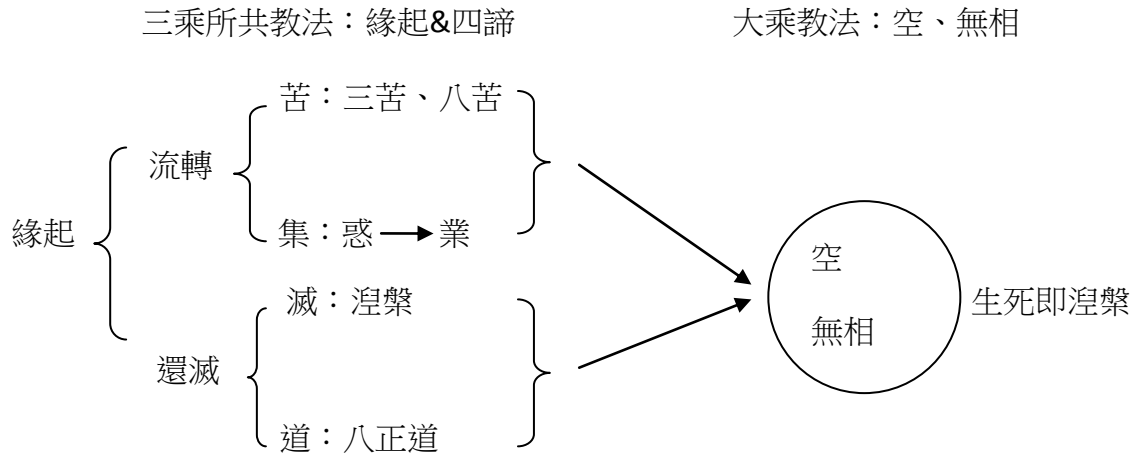 三乘所共教法：緣起&四諦
大乘教法：空、無相
苦：三苦、八苦
流轉
集：惑 業
緣起
滅：涅槃
還滅
道：八正道
空
無相
生死即涅槃